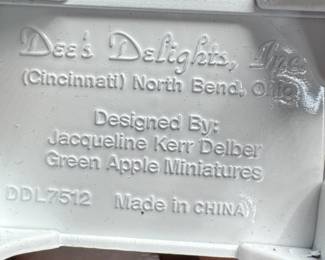 Dee's Delights, Inc.
(Cincinnati) North Bend, Ohio
Designed By:
Jacqueline Kerr Delber
Green Apple Miniatures
DDL7512 Made in CHINA